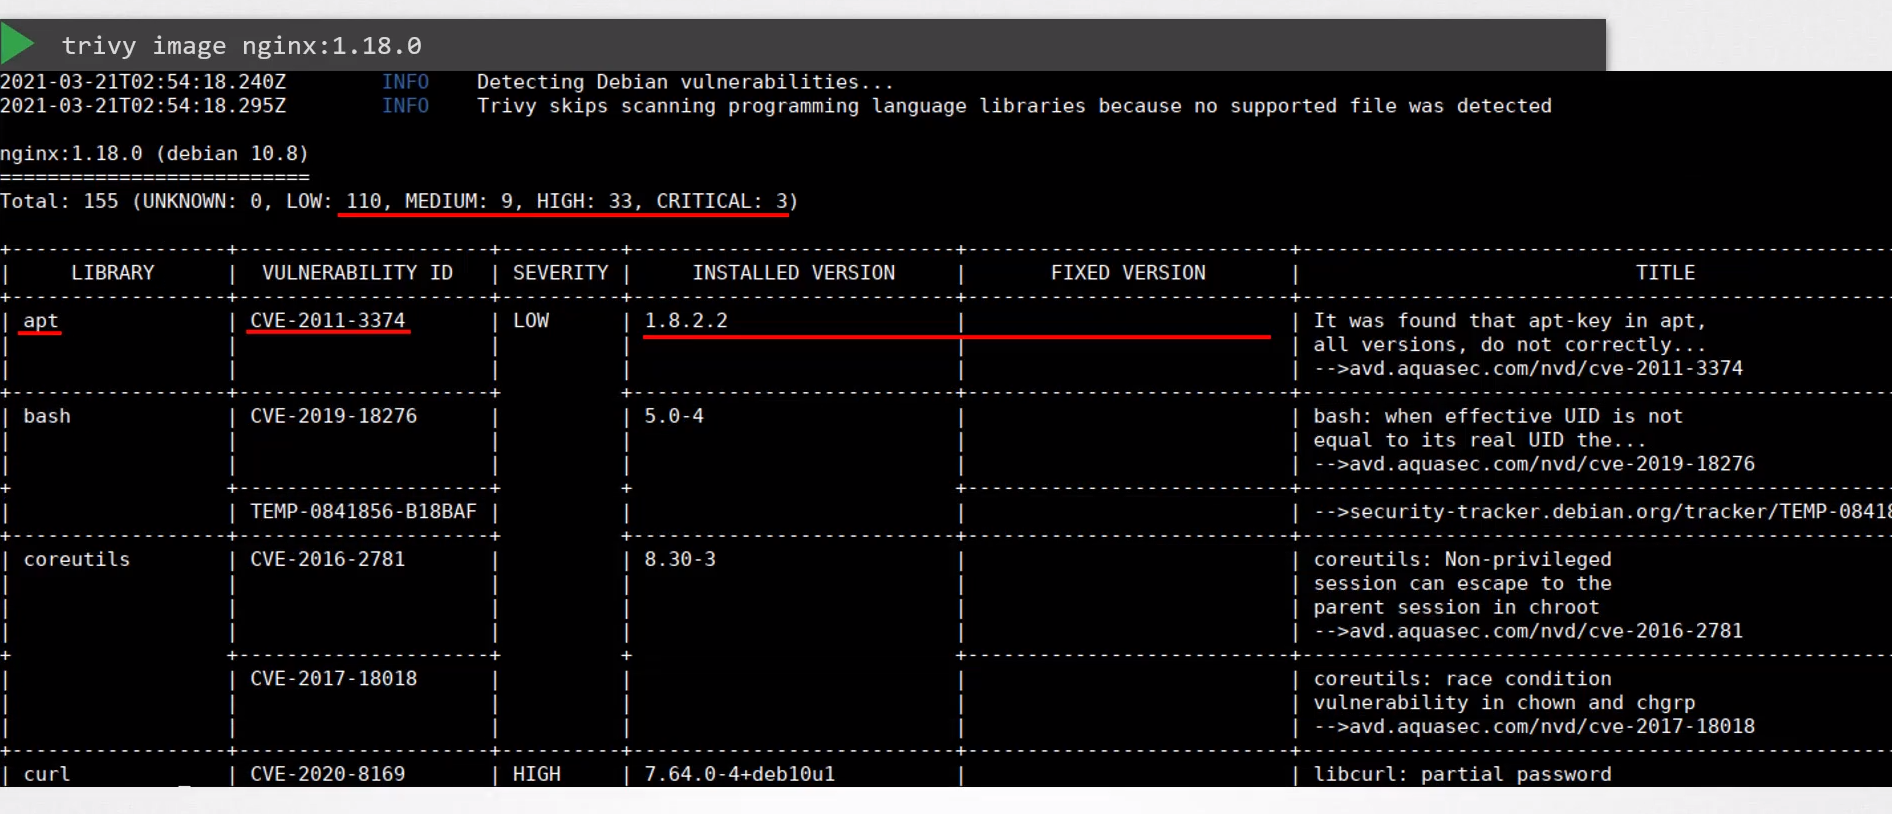 trivy image nginx:1.18.0
2021-03-21T02:54:18.240Z INFO Detecting Debian vulnerabilities...
2021-03-21T02:54:18.295Z INFO Trivy skips scanning programming language libraries because no supported file was detected
nginx:1.18.0 (debian 10.8)
==========================
Total: 155 (UNKNOWN: 0, LOW: 110, MEDIUM: 9, HIGH: 33, CRITICAL: 3)
| LIBRARY | VULNERABILITY ID | SEVERITY | INSTALLED VERSION | FIXED VERSION | TITLE
| apt | CVE-2011-3374 | LOW | 1.8.2.2 | | It was found that apt-key in apt,
| all versions, do not correctly...
| -->avd.aquasec.com/nvd/cve-2011-3374
| bash | CVE-2019-18276 | | 5.0-4 | | bash: when effective UID is not
| equal to its real UID the...
| -->avd.aquasec.com/nvd/cve-2019-18276
| | TEMP-0841856-B18BAF | | | | -->security-tracker.debian.org/tracker/TEMP-0841
| coreutils | CVE-2016-2781 | | 8.30-3 | | coreutils: Non-privileged
| session can escape to the
| parent session in chroot
| -->avd.aquasec.com/nvd/cve-2016-2781
| | CVE-2017-18018 | | | | coreutils: race condition
| vulnerability in chown and chgrp
| -->avd.aquasec.com/nvd/cve-2017-18018
| curl | CVE-2020-8169 | HIGH | 7.64.0-4+deb10u1 | | libcurl: partial password